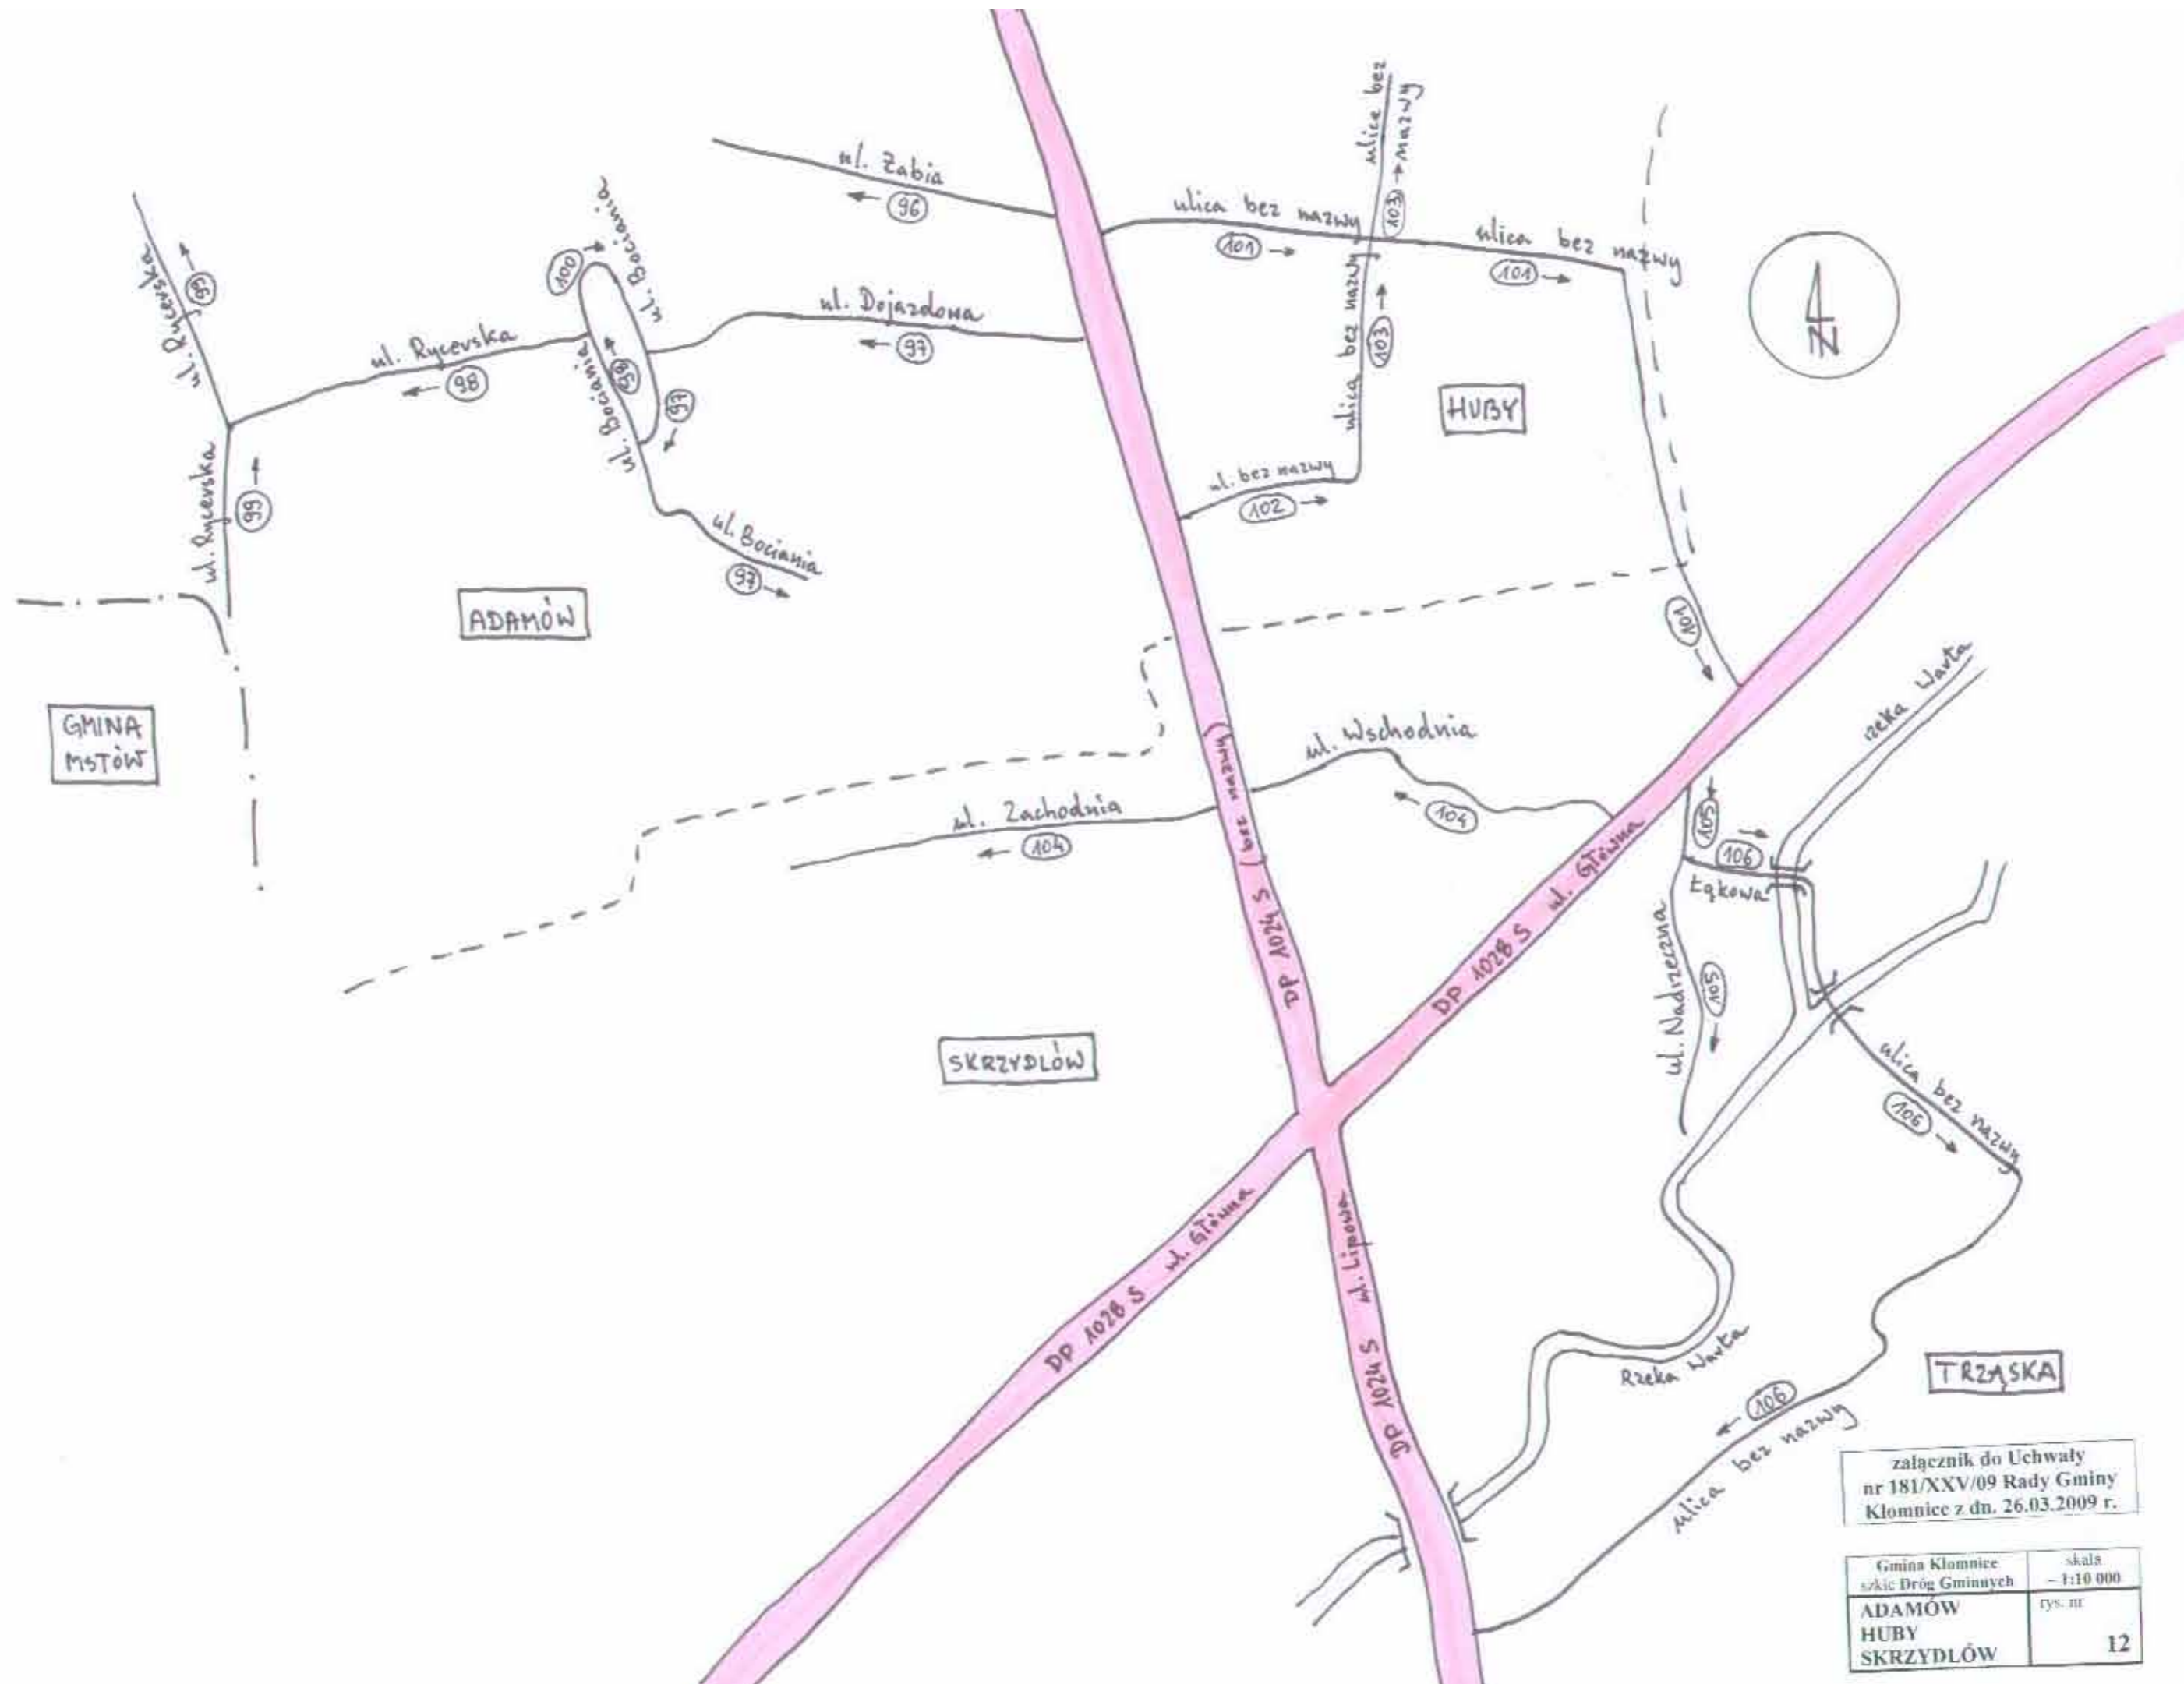 ul. Żabia
← 96
ulica bez nazwy
101 →
ulica bez
nazwy
103 →
ulica bez nazwy
101 →
ul. Bociania
100 →
ul. Rycerska
99 →
ul. Rycerska
← 98
ul. Bociania
98 →
ul. Dojazdowa
← 97
97 →
ulica bez nazwy
103 →
N
HUBY
ul. Rycerska
99 →
ul. bez nazwy
102 →
ul. Bociania
97 →
ADAMÓW
101 →
GMINA
MSTÓW
rzeka Warta
ul. Wschodnia
← 104
ul. Zachodnia
← 104
DP 1024 S (bez nazwy)
DP 1028 S ul. Główna
105 →
106 →
Łąkowa
ul. Nadrzeczna
105 →
SKRZYDLÓW
ulica bez nazwy
106 →
DP 1028 S ul. Główna
DP 1024 S ul. Lipowa
Rzeka Warta
TRZĄSKA
← 106
ulica bez nazwy
załącznik do Uchwały
nr 181/XXV/09 Rady Gminy
Kłomnice z dn. 26.03.2009 r.
Gmina Kłomnice
szkic Dróg Gminnych
skala
~ 1:10 000
ADAMÓW
HUBY
SKRZYDLÓW
rys. nr
12